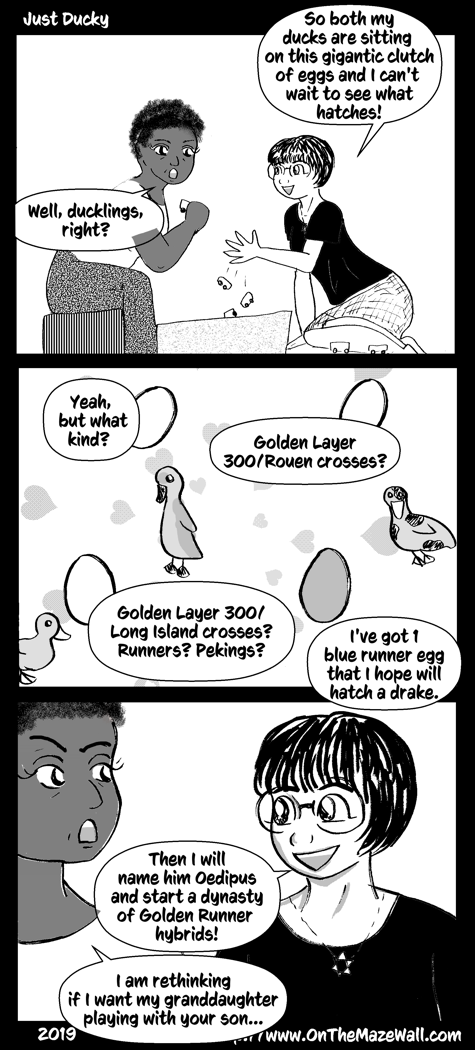 Just Ducky
So both my
ducks are sitting
on this gigantic clutch
of eggs and I can't
wait to see what
hatches!
Well, ducklings,
right?
Yeah,
but what
kind?
Golden Layer
300/Rouen crosses?
Golden Layer 300/
Long Island crosses?
Runners? Pekings?
I've got 1
blue runner egg
that I hope will
hatch a drake.
Then I will
name him Oedipus
and start a dynasty
of Golden Runner
hybrids!
I am rethinking
if I want my granddaughter
playing with your son...
2019
www.OnTheMazeWall.com